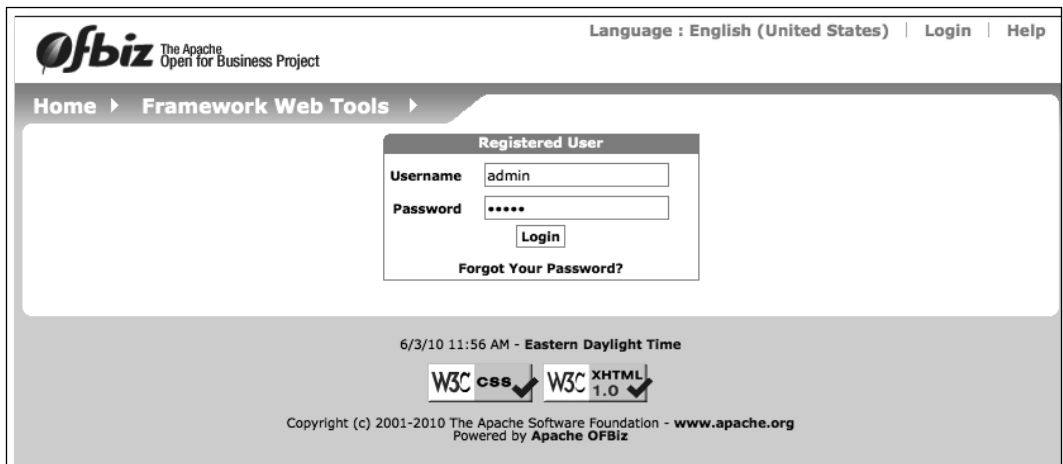 Language : English (United States) | Login | Help
Ofbiz The Apache
Open for Business Project
Home Framework Web Tools
Registered User
Username admin
Password •••••
Login
Forgot Your Password?
6/3/10 11:56 AM - Eastern Daylight Time
W3C css W3C XHTML 1.0
Copyright (c) 2001-2010 The Apache Software Foundation - www.apache.org
Powered by Apache OFBiz